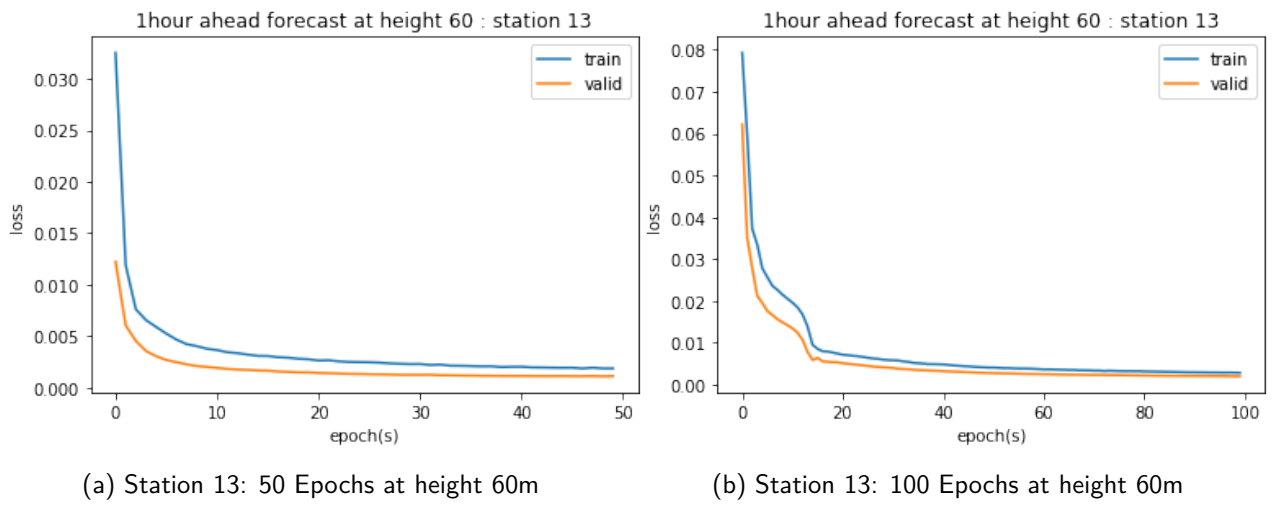 1hour ahead forecast at height 60 : station 13
train
valid
0.030
0.025
0.020
0.015
0.010
0.005
0.000
loss
0
10
20
30
40
50
epoch(s)
(a) Station 13: 50 Epochs at height 60m
1hour ahead forecast at height 60 : station 13
train
valid
0.08
0.07
0.06
0.05
0.04
0.03
0.02
0.01
0.00
loss
0
20
40
60
80
100
epoch(s)
(b) Station 13: 100 Epochs at height 60m